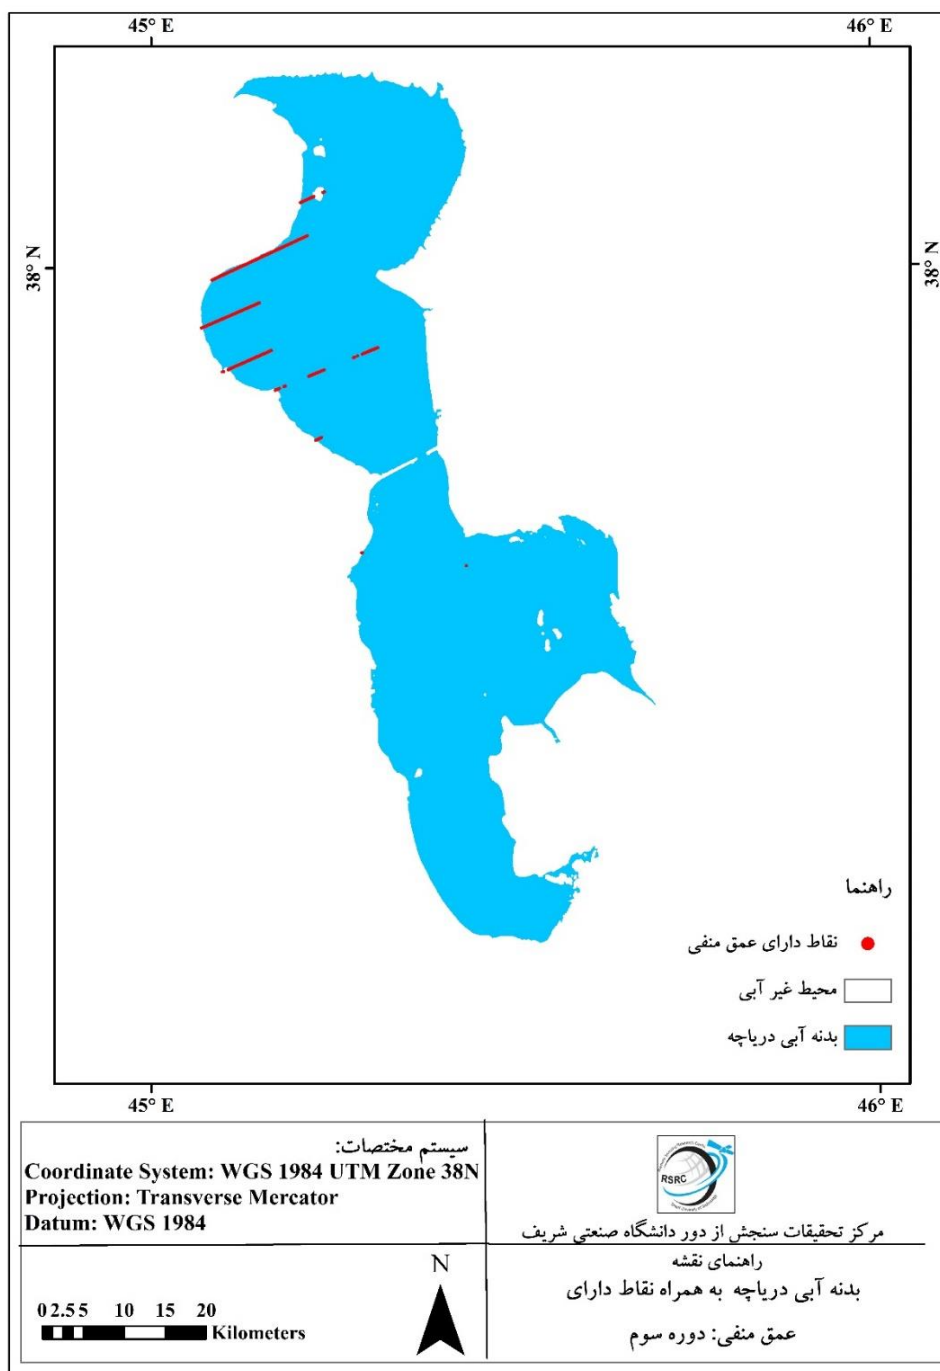 45° E
46° E
38° N
38° N
راهنما
نقاط دارای عمق منفی
محیط غیر آبی
بدنه آبی دریاچه
45° E
46° E
سیستم مختصات:
Coordinate System: WGS 1984 UTM Zone 38N
Projection: Transverse Mercator
Datum: WGS 1984
N
0 2.5 5 10 15 20
Kilometers
RSRC
مرکز تحقیقات سنجش از دور دانشگاه صنعتی شریف
راهنمای نقشه
بدنه آبی دریاچه به همراه نقاط دارای
عمق منفی: دوره سوم